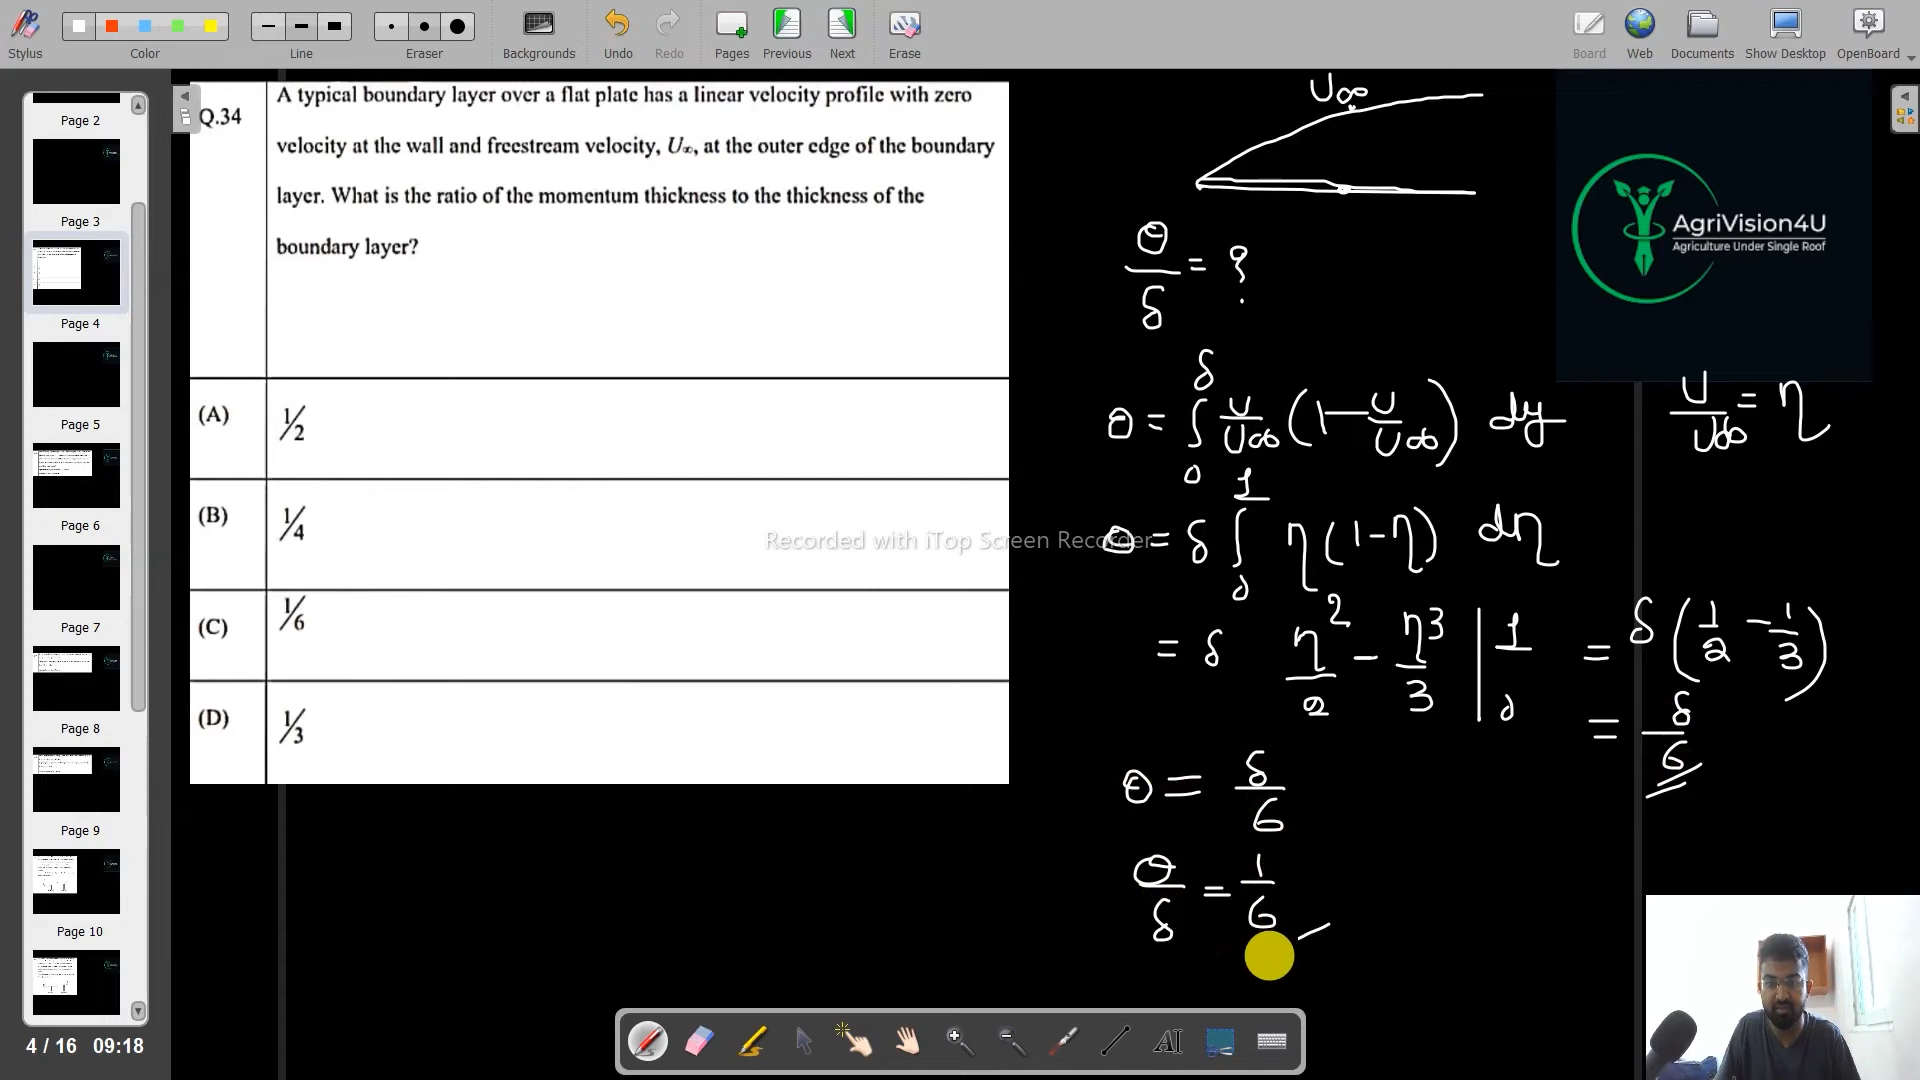 Stylus
Color
Line
Eraser
Backgrounds
Undo
Redo
Pages
Previous
Next
Erase
Board
Web
Documents
Show Desktop
OpenBoard
Page 2
Page 3
Page 4
Page 5
Page 6
Page 7
Page 8
Page 9
Page 10
4 / 16 09:18
Q.34
A typical boundary layer over a flat plate has a linear velocity profile with zero
velocity at the wall and freestream velocity, U∞, at the outer edge of the boundary
layer. What is the ratio of the momentum thickness to the thickness of the
boundary layer?
(A) 1/2
(B) 1/4
(C) 1/6
(D) 1/3
Recorded with iTop Screen Recorder
U∞
θ/δ = ?
θ = ∫₀^δ U/U∞ (1 - U/U∞) dy
U/U∞ = η
θ = δ ∫₀^1 η(1-η) dη
= δ η²/2 - η³/3 |₀^1 = δ (1/2 - 1/3)
= δ/6
θ = δ/6
θ/δ = 1/6
AgriVision4U
Agriculture Under Single Roof
AI